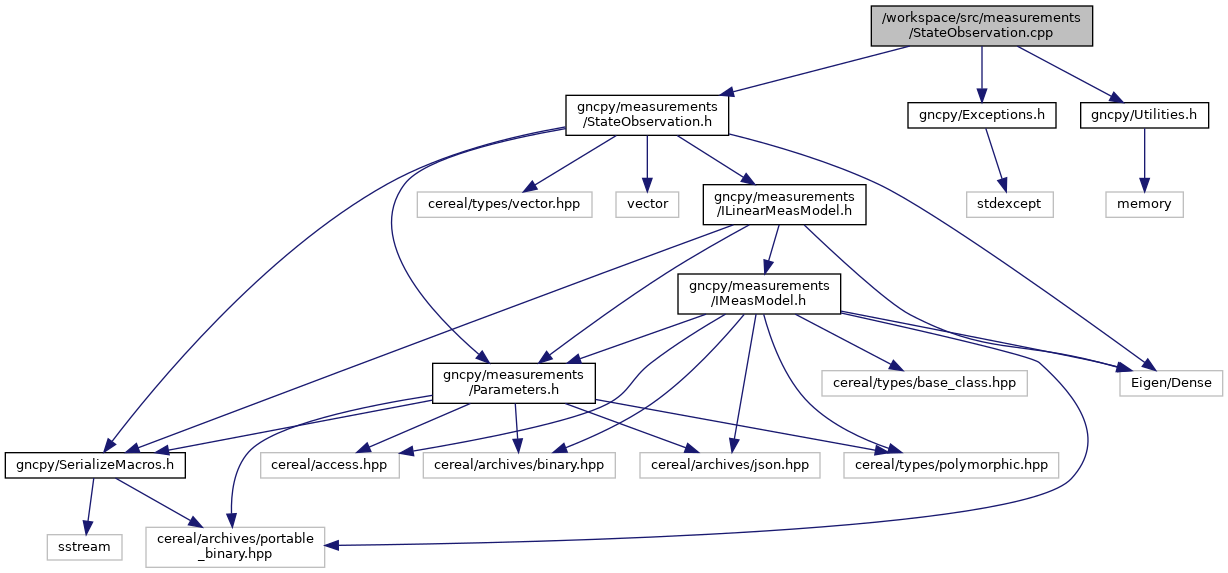 /workspace/src/measurements
/StateObservation.cpp
gncpy/measurements
/StateObservation.h
gncpy/Exceptions.h
gncpy/Utilities.h
cereal/types/vector.hpp
vector
gncpy/measurements
/ILinearMeasModel.h
stdexcept
memory
gncpy/measurements
/IMeasModel.h
gncpy/measurements
/Parameters.h
cereal/types/base_class.hpp
Eigen/Dense
gncpy/SerializeMacros.h
cereal/access.hpp
cereal/archives/binary.hpp
cereal/archives/json.hpp
cereal/types/polymorphic.hpp
sstream
cereal/archives/portable
_binary.hpp